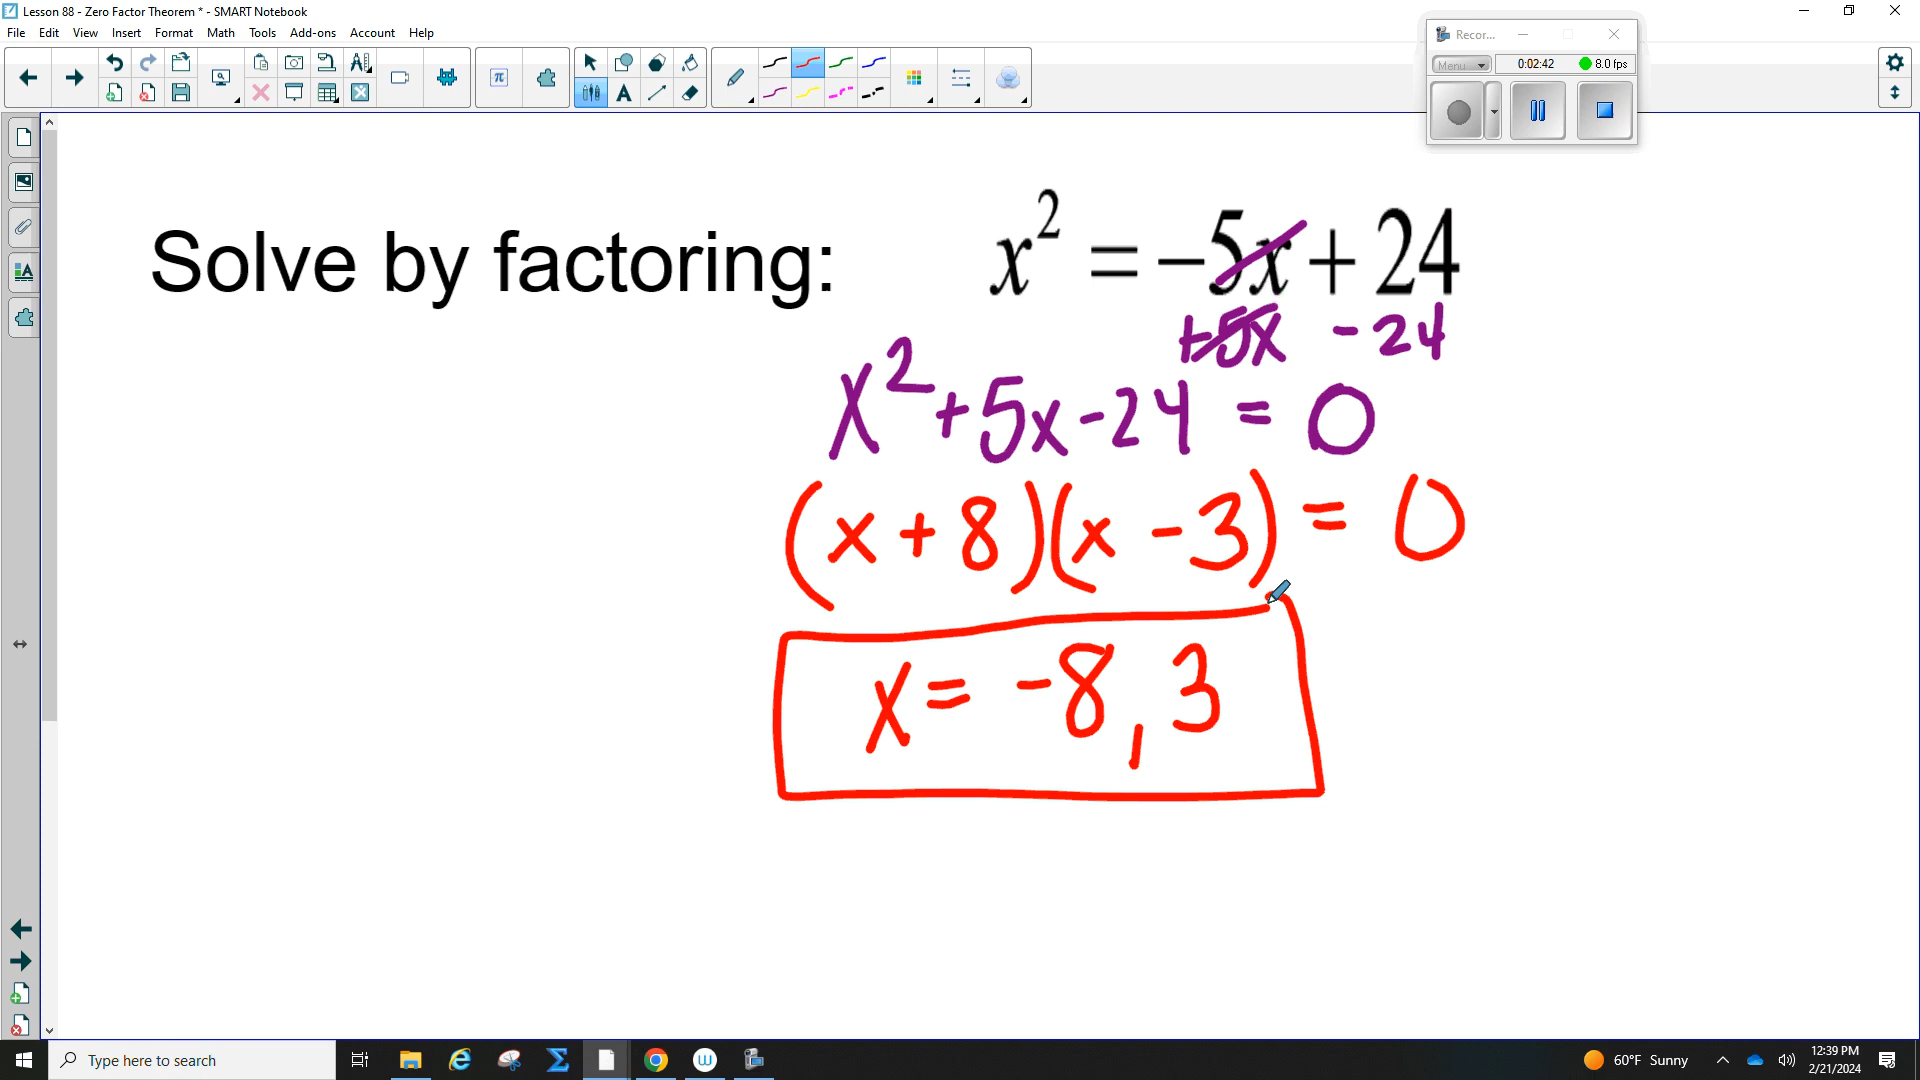 Lesson 88 - Zero Factor Theorem * - SMART Notebook
File Edit View Insert Format Math Tools Add-ons Account Help
Recor...
Menu 0:02:42 8.0 fps
Solve by factoring: x² = −5x + 24
+5x - 24
x² + 5x - 24 = 0
(x + 8)(x - 3) = 0
x = -8, 3
Type here to search
60°F Sunny
12:39 PM
2/21/2024